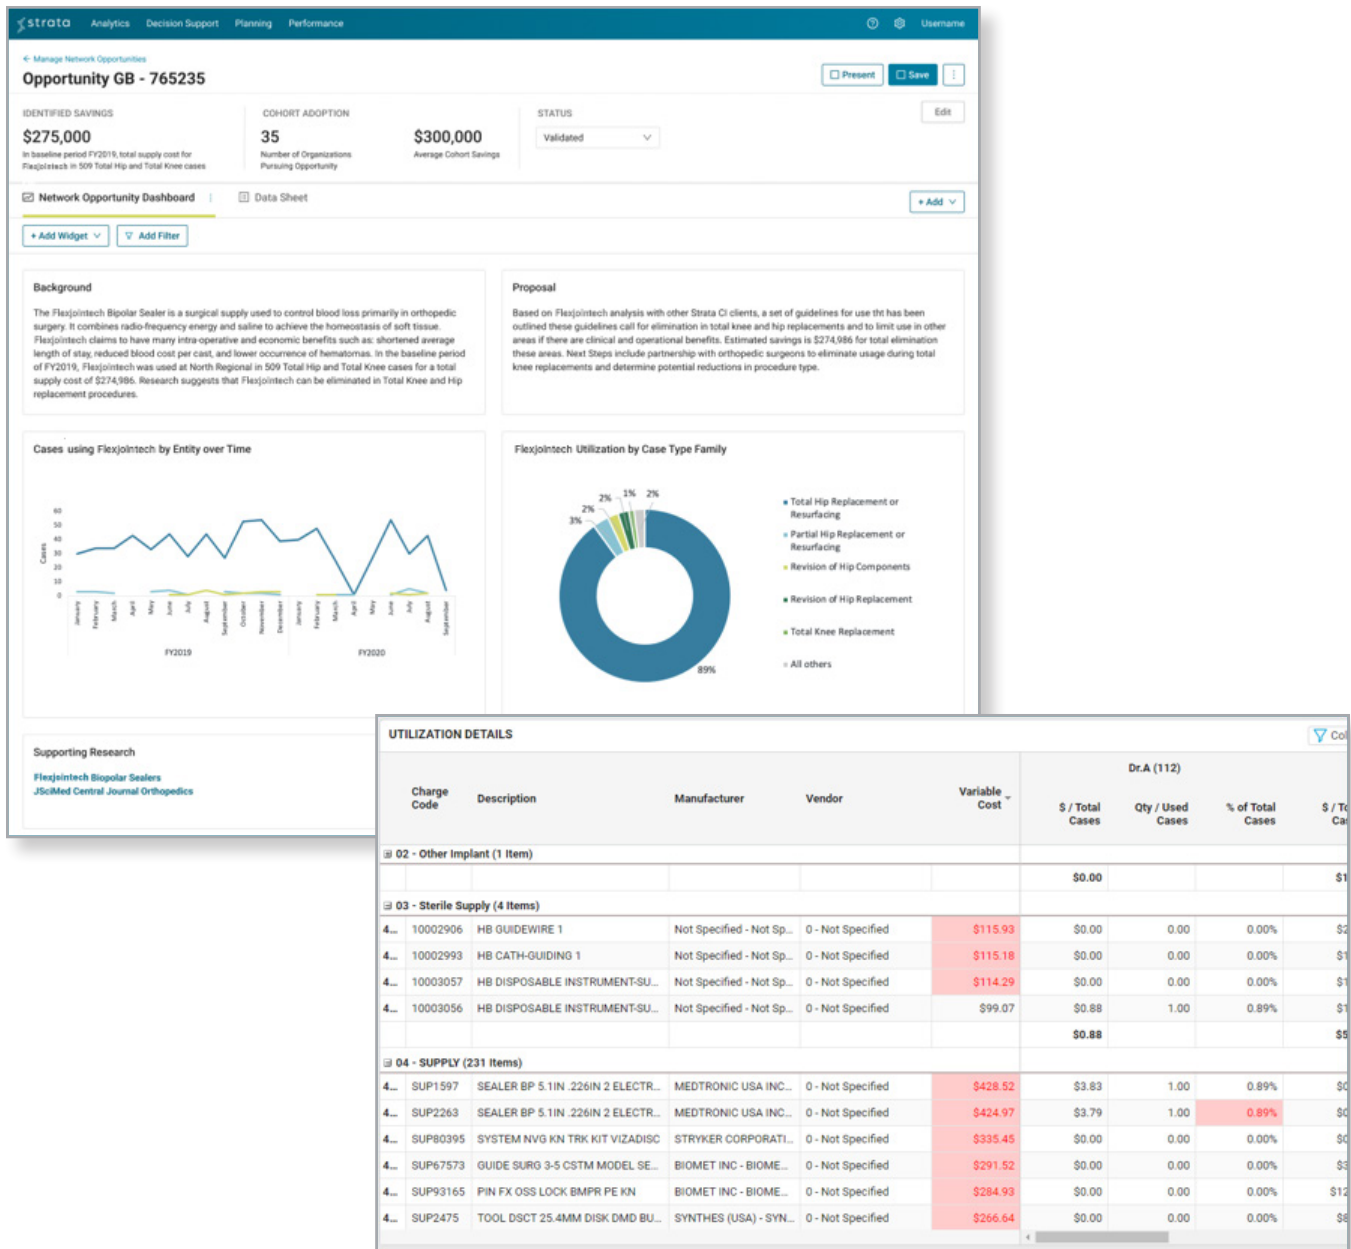 strata Analytics Decision Support Planning Performance Username
← Manage Network Opportunities
Opportunity GB - 765235
Present Save
IDENTIFIED SAVINGS COHORT ADOPTION STATUS Edit
$275,000 35 $300,000 Validated
In baseline period FY2019, total supply cost for Number of Organizations Average Cohort Savings
Flexjointech in 509 Total Hip and Total Knee cases Pursuing Opportunity
Network Opportunity Dashboard Data Sheet + Add
+ Add Widget Add Filter
Background
The Flexjointech Bipolar Sealer is a surgical supply used to control blood loss primarily in orthopedic
surgery. It combines radio-frequency energy and saline to achieve the homeostasis of soft tissue.
Flexjointech claims to have many intra-operative and economic benefits such as: shortened average
length of stay, reduced blood cost per cast, and lower occurrence of hematomas. In the baseline period
of FY2019, Flexjointech was used at North Regional in 509 Total Hip and Total Knee cases for a total
supply cost of $274,986. Research suggests that Flexjointech can be eliminated in Total Knee and Hip
replacement procedures.
Proposal
Based on Flexjointech analysis with other Strata CI clients, a set of guidelines for use tht has been
outlined these guidelines call for elimination in total knee and hip replacements and to limit use in other
areas if there are clinical and operational benefits. Estimated savings is $274,986 for total elimination
these areas. Next Steps include partnership with orthopedic surgeons to eliminate usage during total
knee replacements and determine potential reductions in procedure type.
Cases using Flexjointech by Entity over Time
Cases
60
50
40
30
20
10
0
January February March April May June July August September October November December January February March April May June July August September
FY2019 FY2020
Flexjointech Utilization by Case Type Family
3% 2% 2% 1% 2%
89%
Total Hip Replacement or
Resurfacing
Partial Hip Replacement or
Resurfacing
Revision of Hip Components
Revision of Hip Replacement
Total Knee Replacement
All others
Supporting Research
Flexjointech Biopolar Sealers
JSciMed Central Journal Orthopedics
UTILIZATION DETAILS Col
Dr.A (112)
Charge Code Description Manufacturer Vendor Variable Cost $ / Total Cases Qty / Used Cases % of Total Cases $ / To Cas
02 - Other Implant (1 Item)
$0.00 $1
03 - Sterile Supply (4 Items)
4... 10002906 HB GUIDEWIRE 1 Not Specified - Not Sp... 0 - Not Specified $115.93 $0.00 0.00 0.00% $2
4... 10002993 HB CATH-GUIDING 1 Not Specified - Not Sp... 0 - Not Specified $115.18 $0.00 0.00 0.00% $1
4... 10003057 HB DISPOSABLE INSTRUMENT-SU... Not Specified - Not Sp... 0 - Not Specified $114.29 $0.00 0.00 0.00% $1
4... 10003056 HB DISPOSABLE INSTRUMENT-SU... Not Specified - Not Sp... 0 - Not Specified $99.07 $0.88 1.00 0.89% $1
$0.88 $5
04 - SUPPLY (231 Items)
4... SUP1597 SEALER BP 5.1IN .226IN 2 ELECTR... MEDTRONIC USA INC... 0 - Not Specified $428.52 $3.83 1.00 0.89% $0
4... SUP2263 SEALER BP 5.1IN .226IN 2 ELECTR... MEDTRONIC USA INC... 0 - Not Specified $424.97 $3.79 1.00 0.89% $0
4... SUP80395 SYSTEM NVG KN TRK KIT VIZADISC STRYKER CORPORATI... 0 - Not Specified $335.45 $0.00 0.00 0.00% $0
4... SUP67573 GUIDE SURG 3-5 CSTM MODEL SE... BIOMET INC - BIOME... 0 - Not Specified $291.52 $0.00 0.00 0.00% $3
4... SUP93165 PIN FX OSS LOCK BMPR PE KN BIOMET INC - BIOME... 0 - Not Specified $284.93 $0.00 0.00 0.00% $12
4... SUP2475 TOOL DSCT 25.4MM DISK DMD BU... SYNTHES (USA) - SYN... 0 - Not Specified $266.64 $0.00 0.00 0.00% $8